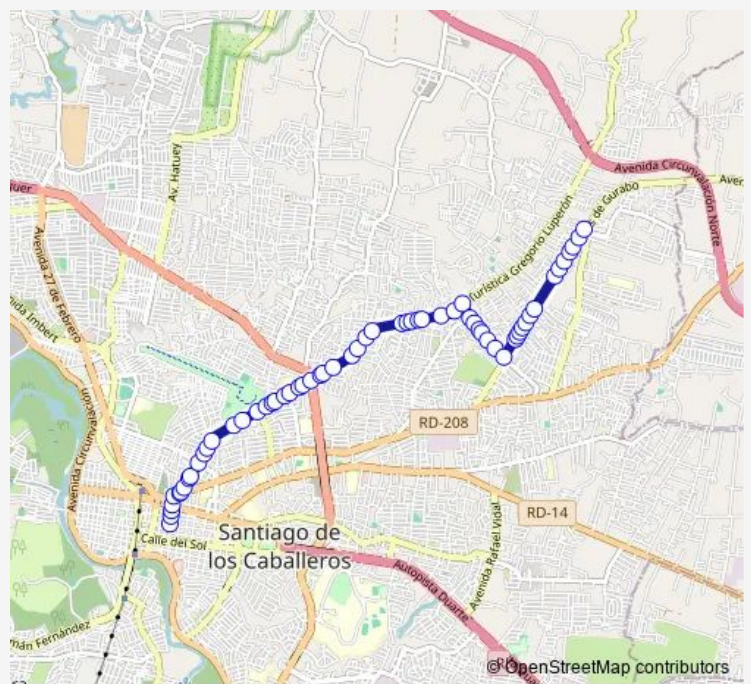 Avenida Circunvalación Norte
de Gurabo
Av. Hatuey
Turística Gregorio Luperón
Avenida 27 de Febrero
Imbert
Avenida Circunvalación
RD-208
RD-14
Santiago de
los Caballeros
Calle del Sol
Avenida Rafael Vidal
Autopista Duarte
Fernández
© OpenStreetMap contributors